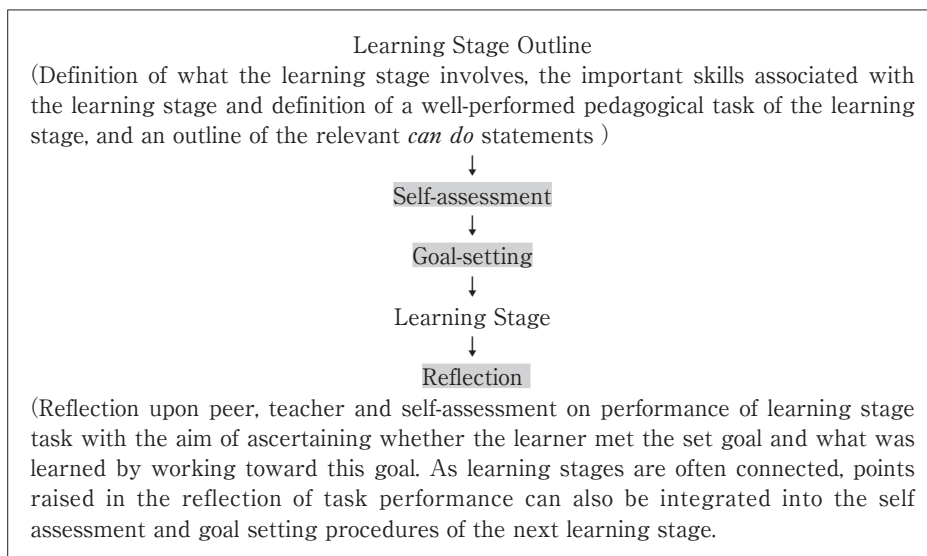 Learning Stage Outline
(Definition of what the learning stage involves, the important skills associated with
the learning stage and definition of a well-performed pedagogical task of the learning
stage, and an outline of the relevant can do statements )
↓
Self-assessment
↓
Goal-setting
↓
Learning Stage
↓
Reflection
(Reflection upon peer, teacher and self-assessment on performance of learning stage
task with the aim of ascertaining whether the learner met the set goal and what was
learned by working toward this goal. As learning stages are often connected, points
raised in the reflection of task performance can also be integrated into the self
assessment and goal setting procedures of the next learning stage.